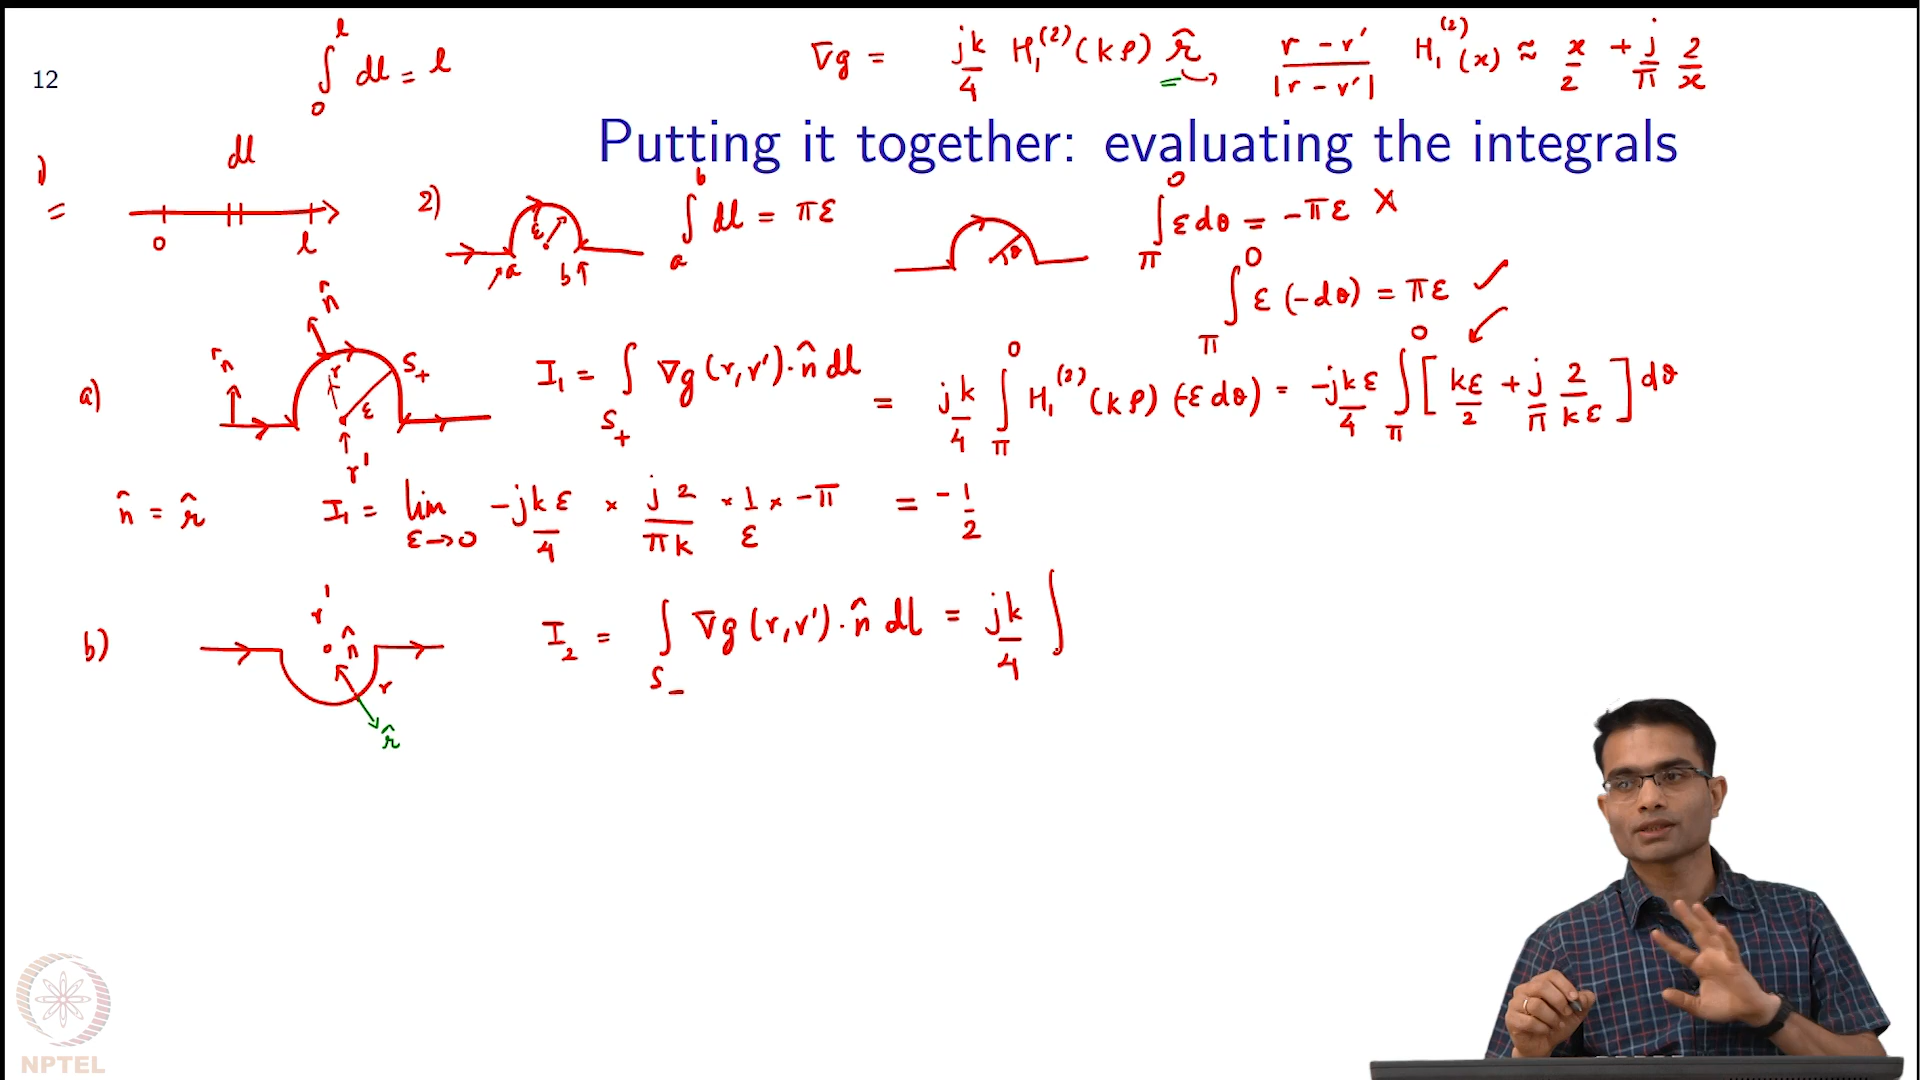 12
∫₀^l dl = l
∇g = jk/4 H₁⁽²⁾(kρ) r̂   r - r' / |r - r'|   H₁⁽²⁾(x) ≈ x/2 + j/π 2/x
Putting it together: evaluating the integrals
1)
dl
0 l
2)
ε
a b
∫ₐᵇ dl = πε
θ
∫_π^0 ε dθ = -πε ✗
∫_π^0 ε (-dθ) = πε ✓
a)
n̂ n̂ r S₊ ε r'
I₁ = ∫_{S₊} ∇g(r,r')·n̂ dl = jk/4 ∫_π^0 H₁⁽²⁾(kρ) (-ε dθ) = -jkε/4 ∫_π^0 [ kε/2 + j/π 2/kε ] dθ
n̂ = r̂
I₁ = lim_{ε→0} -jkε/4 × j2/πk × 1/ε × -π = -1/2
b)
r' n̂ r r̂
I₂ = ∫_{S₋} ∇g(r,r')·n̂ dl = jk/4 ∫
NPTEL